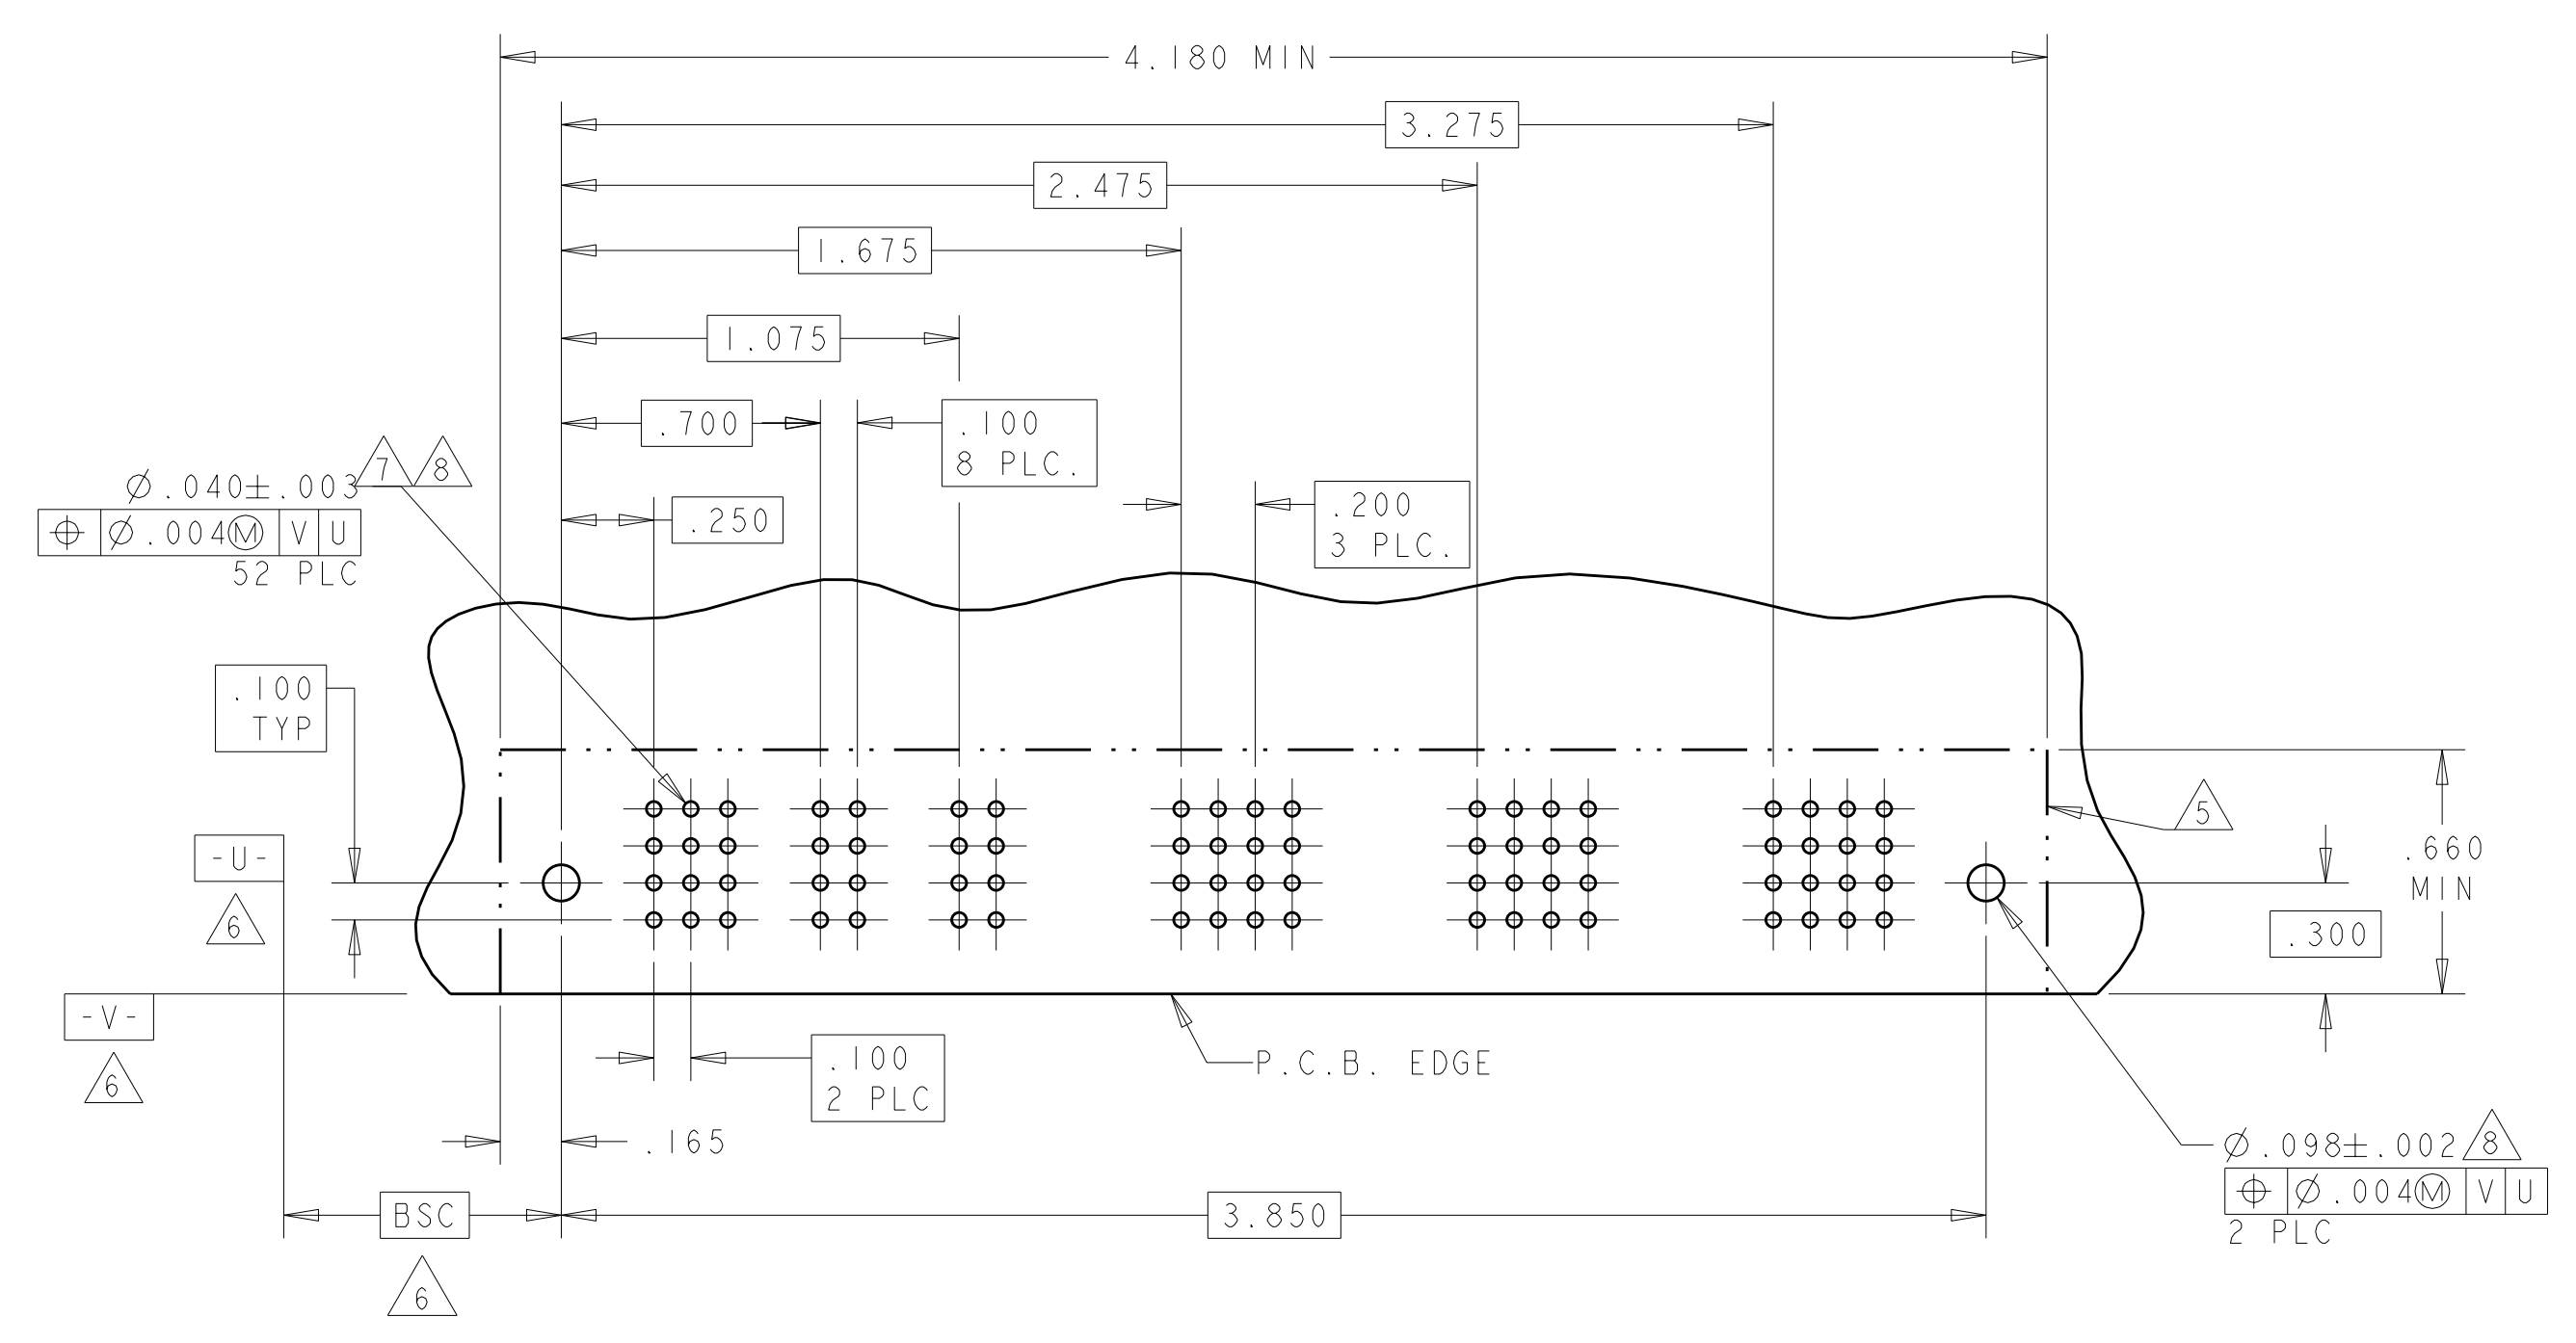 4.180 MIN
3.275
2.475
1.675
1.075
.700
.100
8 PLC.
7
8
⌀.040±.003
⌖ ⌀.004Ⓜ V U
52 PLC
.250
.200
3 PLC.
.100
TYP
5
-U-
6
.660
MIN
.300
-V-
6
.100
2 PLC
P.C.B. EDGE
.165
⌀.098±.002 8
⌖ ⌀.004Ⓜ V U
2 PLC
BSC
3.850
6